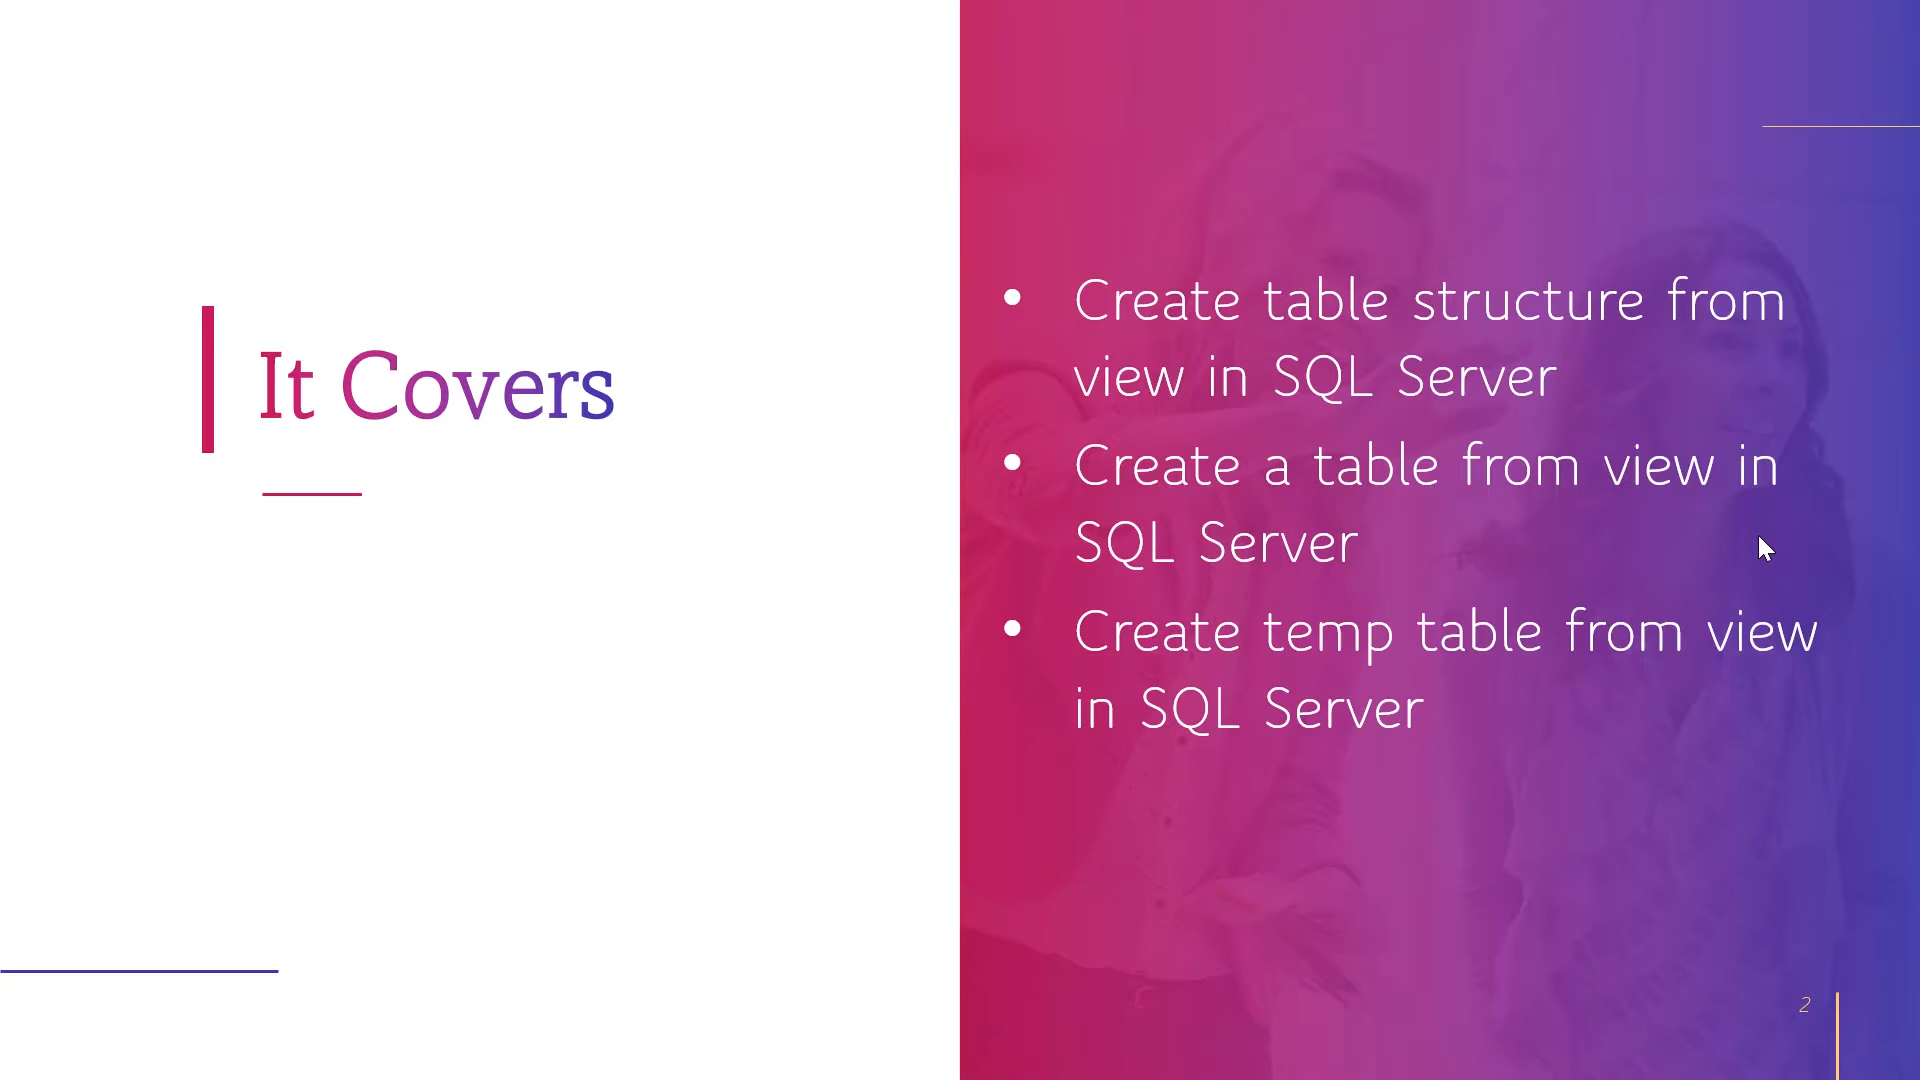 It Covers
• Create table structure from
view in SQL Server
• Create a table from view in
SQL Server
• Create temp table from view
in SQL Server
2